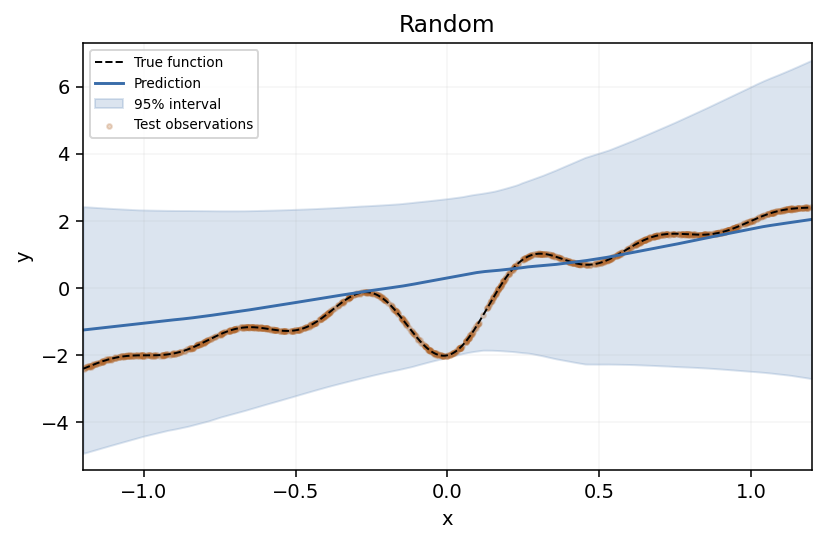 Random
True function
Prediction
95% interval
Test observations
6
4
2
0
−2
−4
y
−1.0 −0.5 0.0 0.5 1.0
x